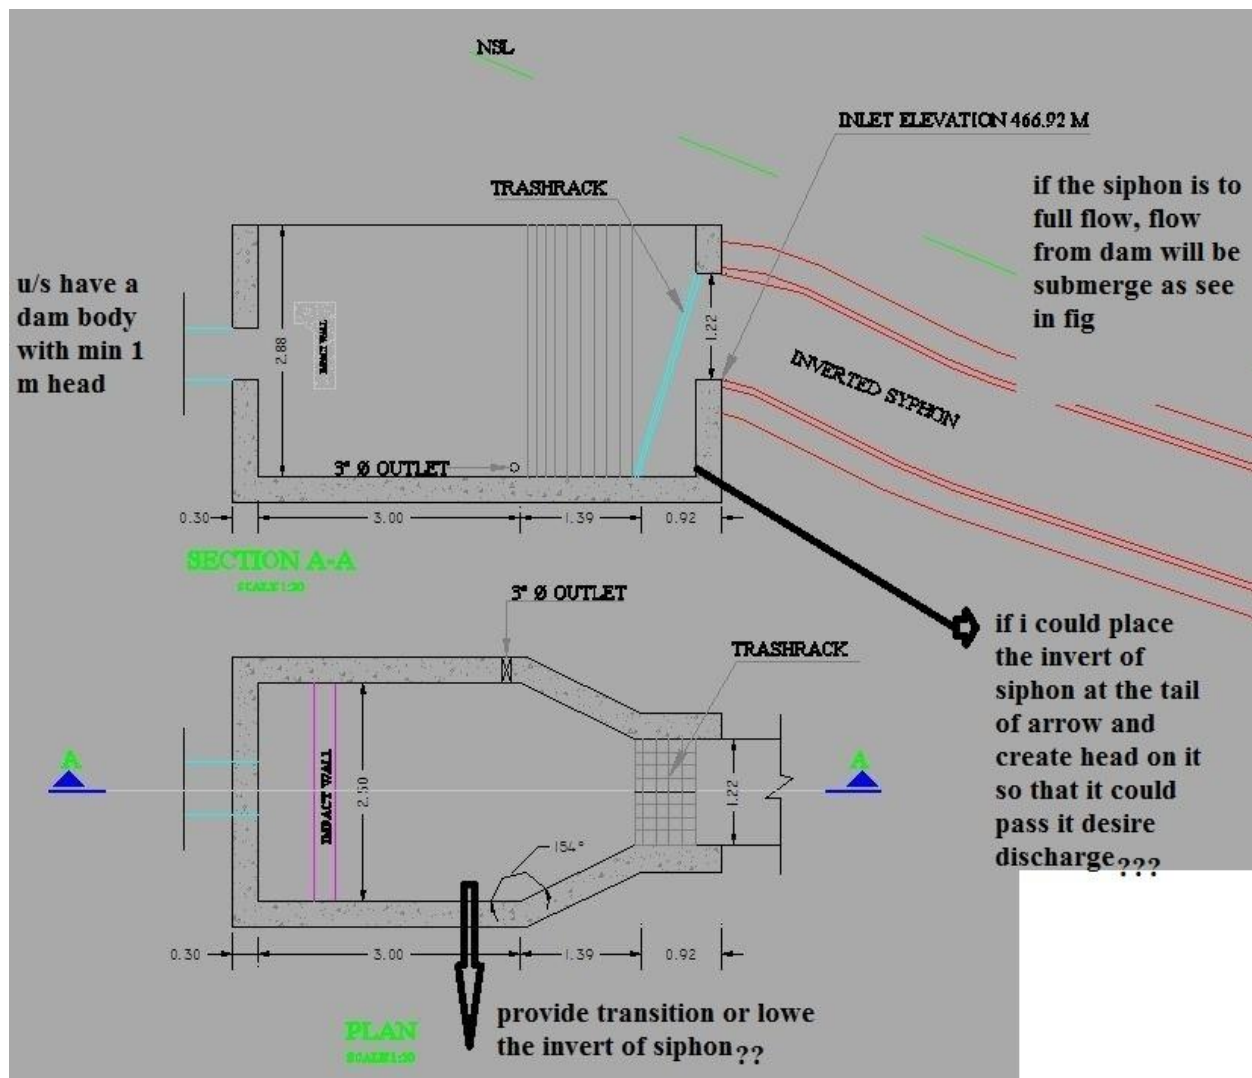 NSL
INLET ELEVATION 466.92 M
TRASHRACK
if the siphon is to
full flow, flow
from dam will be
submerge as see
in fig
u/s have a
dam body
with min 1
m head
2.88
IMPACT WALL
1.22
INVERTED SYPHON
3" Ø OUTLET
0.30
3.00
1.39
0.92
SECTION A-A
SCALE 1:20
3" Ø OUTLET
TRASHRACK
if i could place
the invert of
siphon at the tail
of arrow and
create head on it
so that it could
pass it desire
discharge???
A
A
IMPACT WALL
2.50
1.22
154°
0.30
3.00
1.39
0.92
PLAN
SCALE 1:20
provide transition or lowe
the invert of siphon??